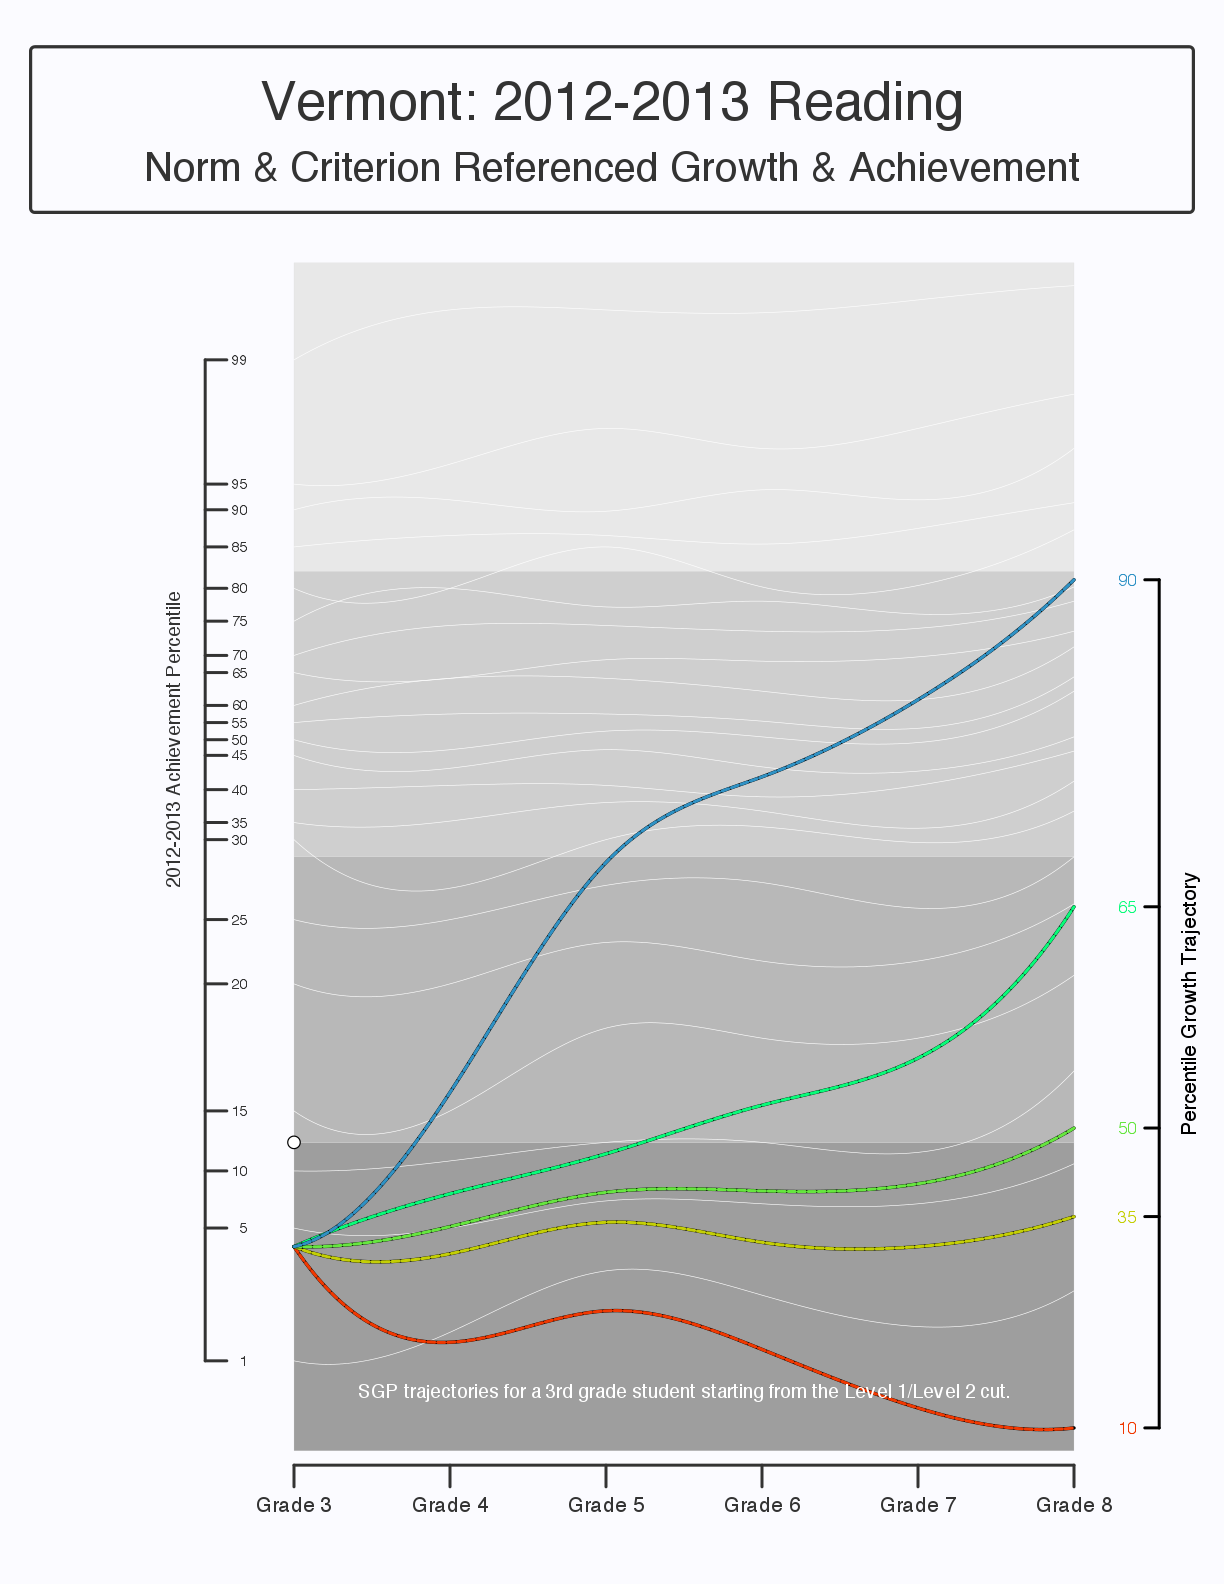 Vermont: 2012-2013 Reading
Norm & Criterion Referenced Growth & Achievement
2012-2013 Achievement Percentile
99
95
90
85
80
75
70
65
60
55
50
45
40
35
30
25
20
15
10
5
1
90
65
50
35
10
Percentile Growth Trajectory
SGP trajectories for a 3rd grade student starting from the Level 1/Level 2 cut.
Grade 3
Grade 4
Grade 5
Grade 6
Grade 7
Grade 8